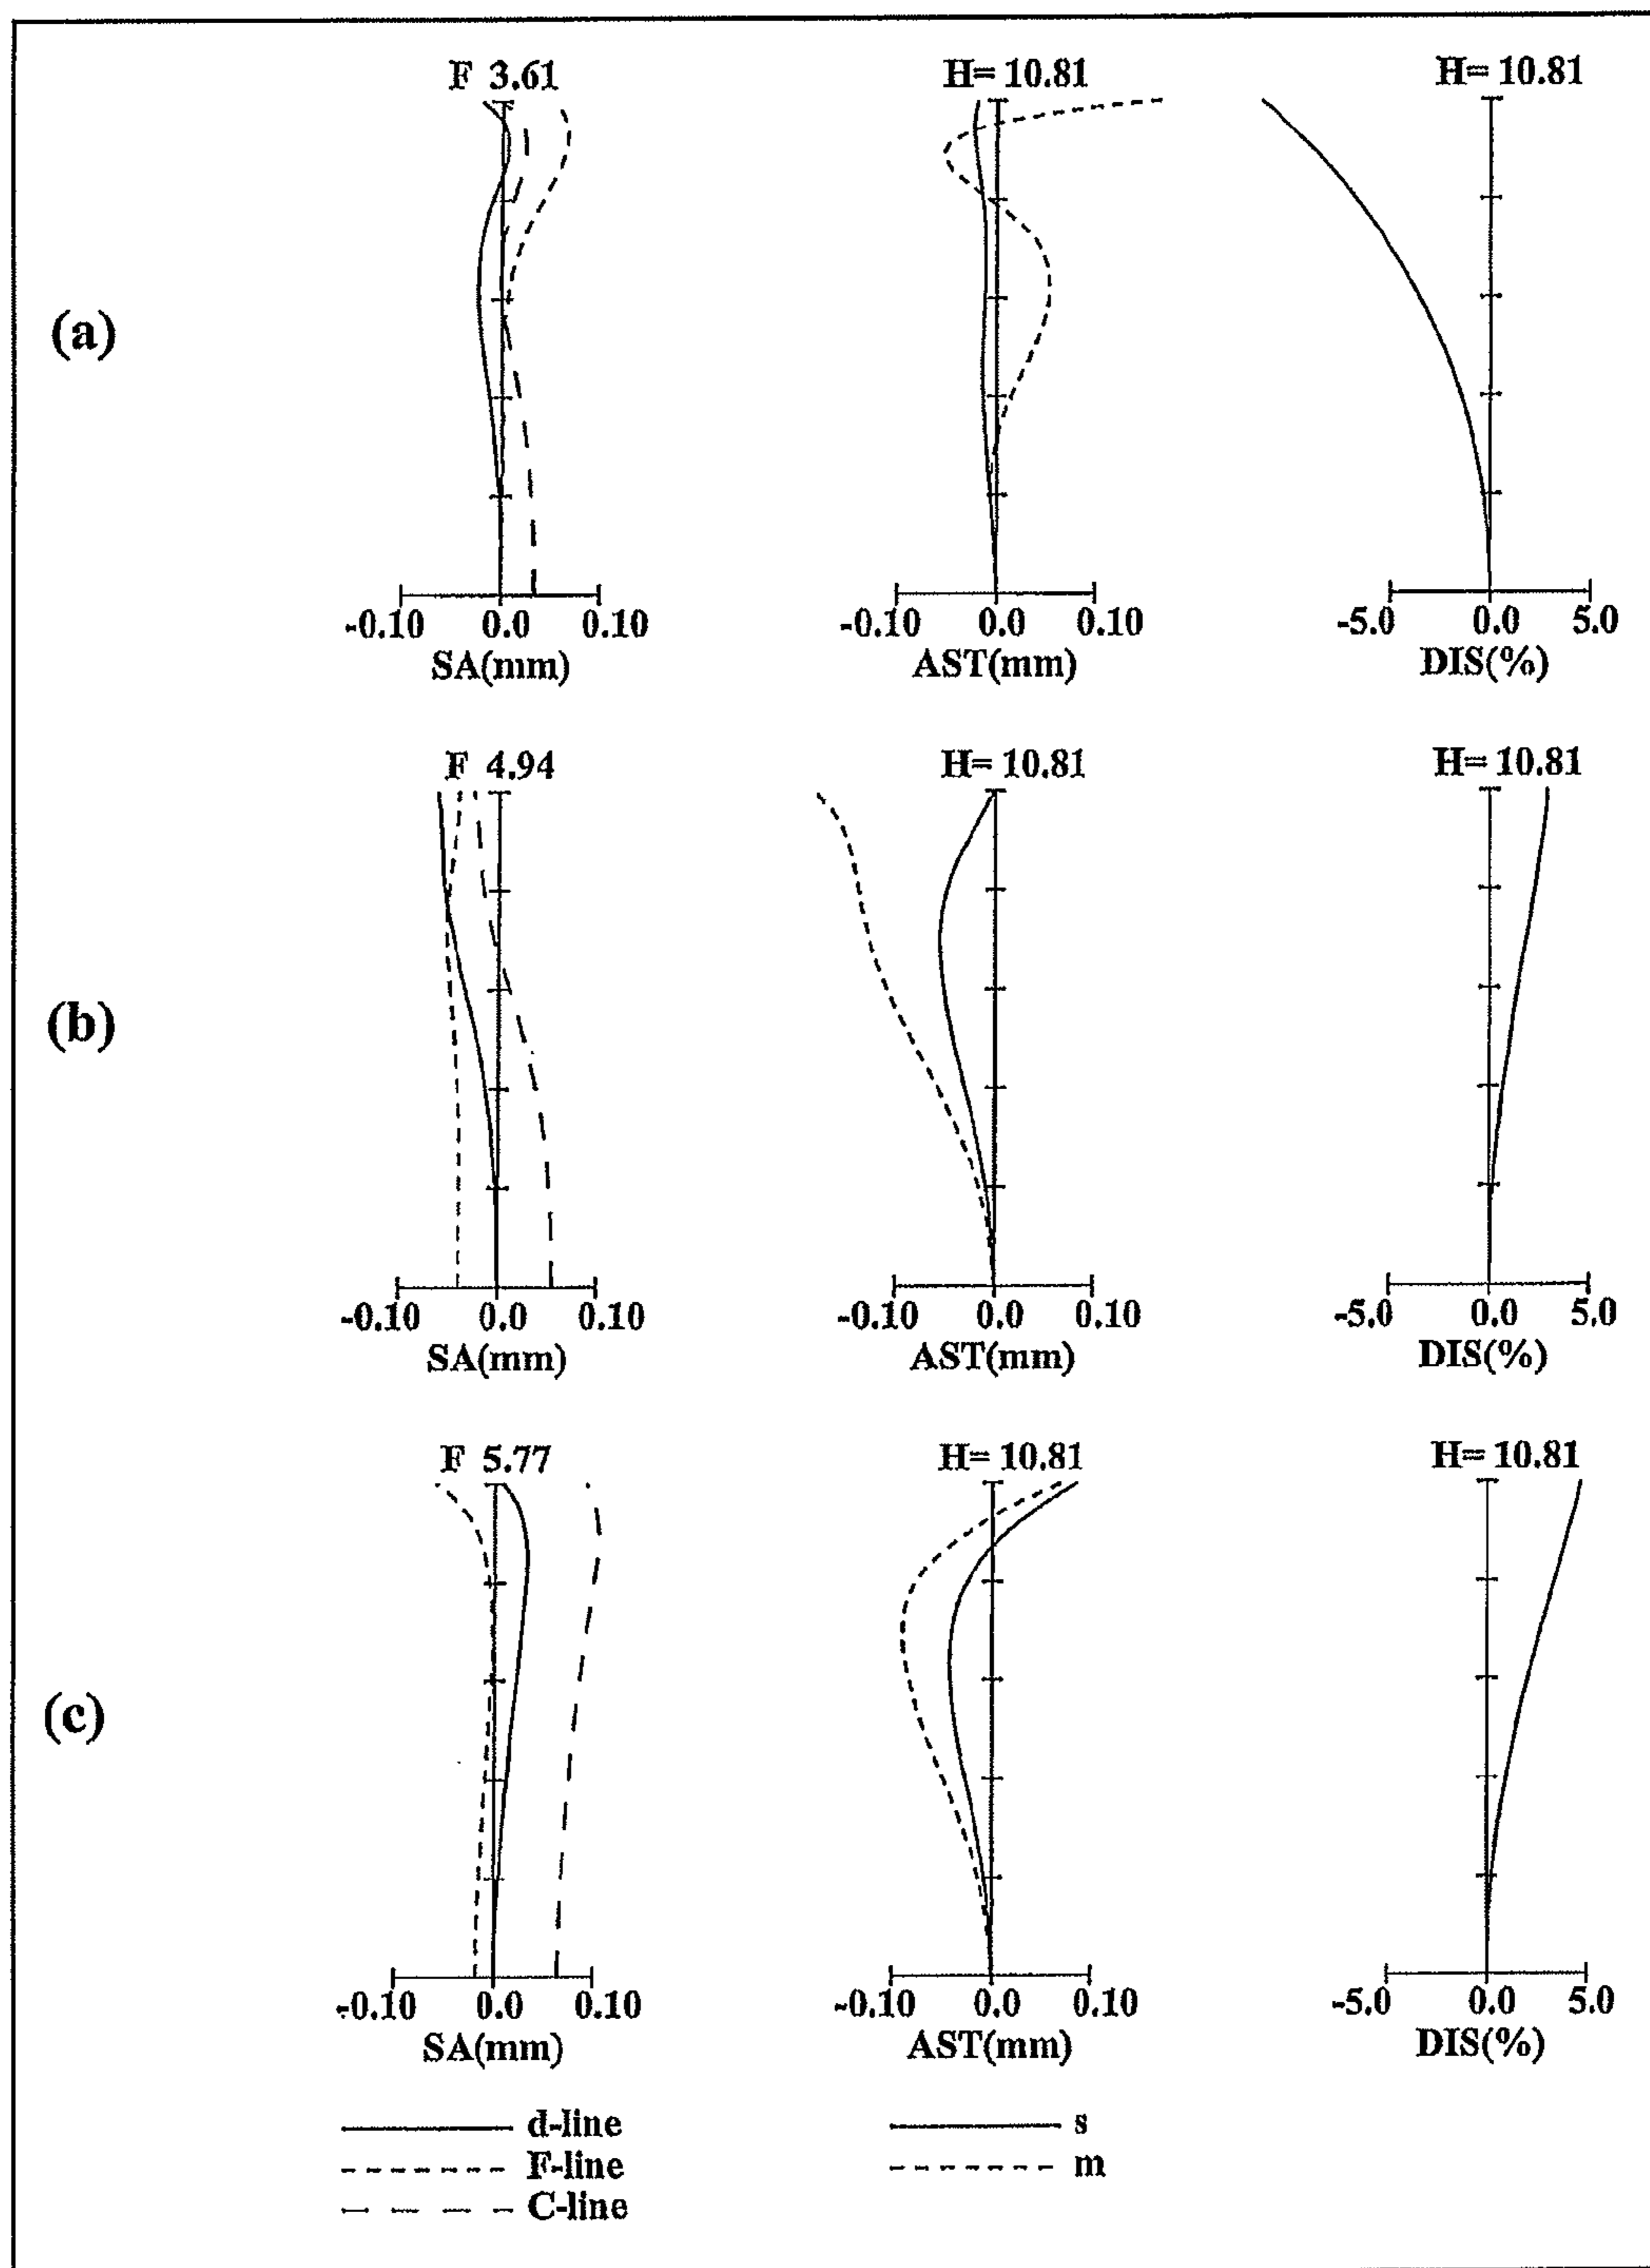 F 3.61 H= 10.81 H= 10.81
(a)
-0.10 0.0 0.10 -0.10 0.0 0.10 -5.0 0.0 5.0
SA(mm) AST(mm) DIS(%)
F 4.94 H= 10.81 H= 10.81
(b)
-0.10 0.0 0.10 -0.10 0.0 0.10 -5.0 0.0 5.0
SA(mm) AST(mm) DIS(%)
F 5.77 H= 10.81 H= 10.81
(c)
-0.10 0.0 0.10 -0.10 0.0 0.10 -5.0 0.0 5.0
SA(mm) AST(mm) DIS(%)
d-line s
F-line m
C-line